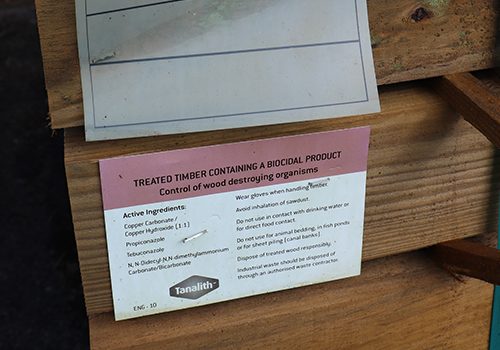 TREATED TIMBER CONTAINING A BIOCIDAL PRODUCT
Control of wood destroying organisms
Active Ingredients:
Copper Carbonate /
Copper Hydroxide (1:1)
Propiconazole
Tebuconazole
N, N-Didecyl-N,N-dimethylammonium
Carbonate/Bicarbonate
Tanalith
ENG - 10
Wear gloves when handling timber.
Avoid inhalation of sawdust.
Do not use in contact with drinking water or
for direct food contact.
Do not use for animal bedding, in fish ponds
or for sheet piling (canal banks).
Dispose of treated wood responsibly.
Industrial waste should be disposed of
through an authorised waste contractor.